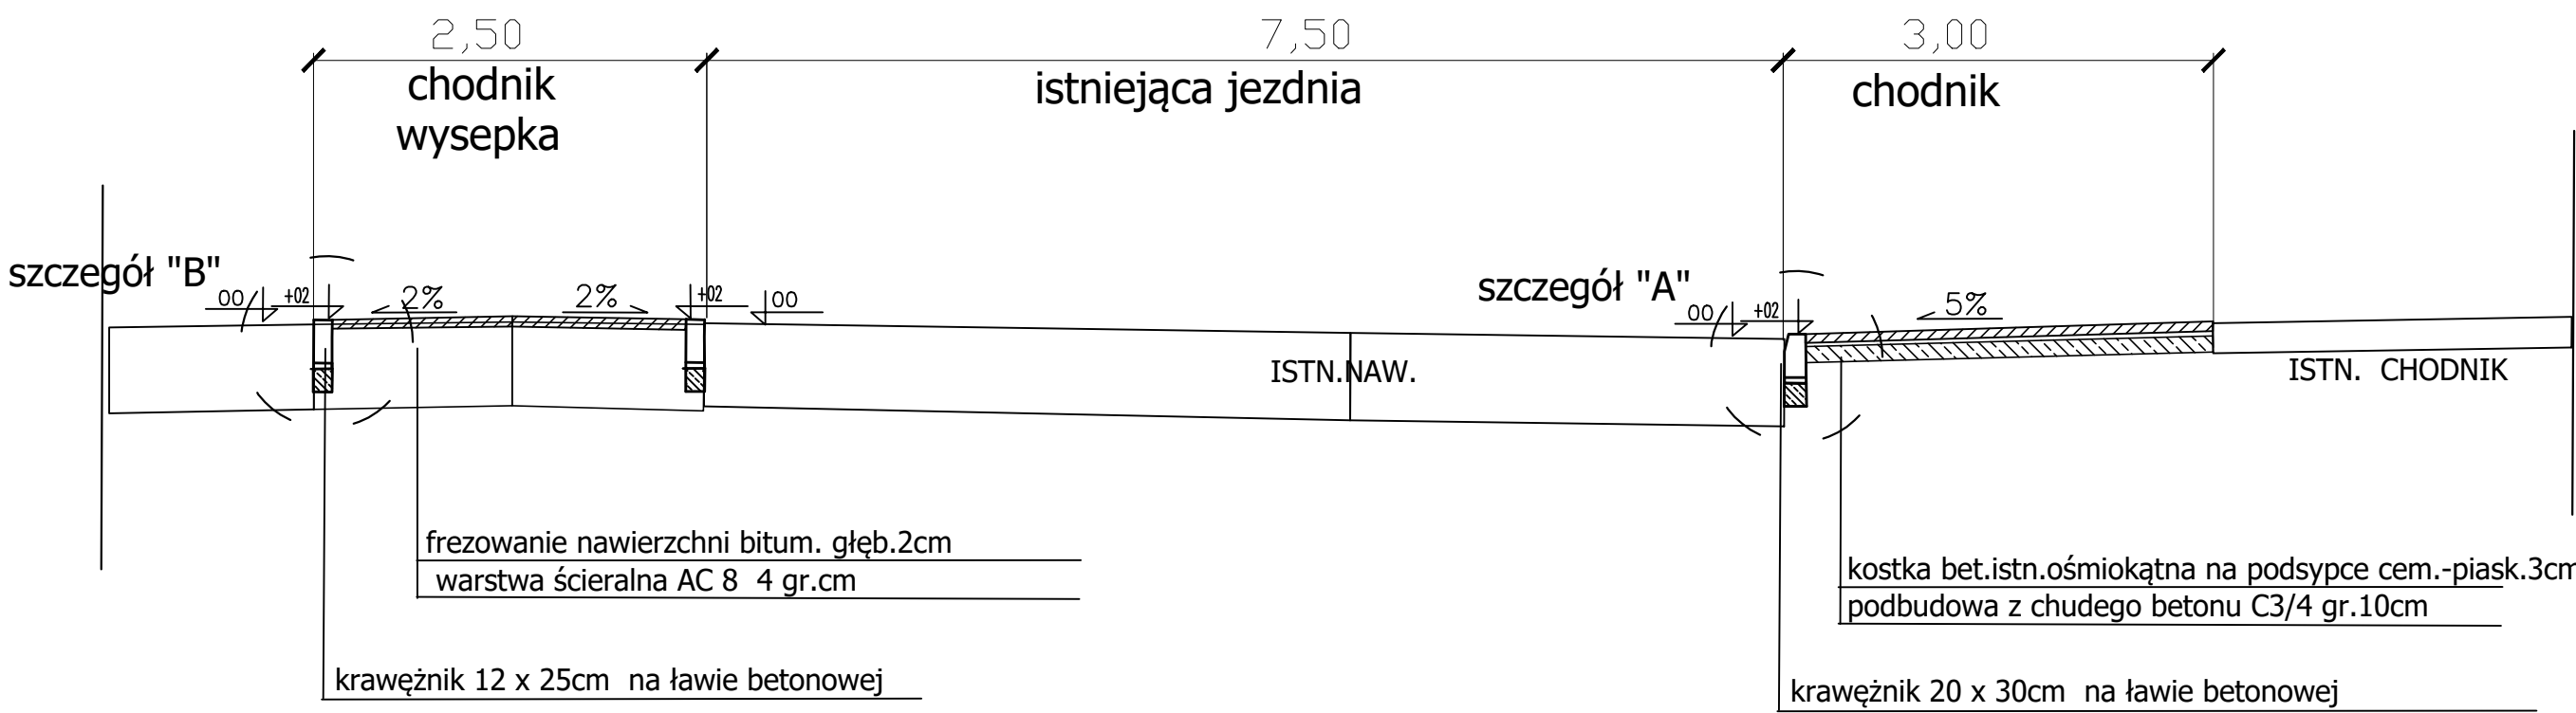 2,50
7,50
3,00
chodnik
wysepka
istniejąca jezdnia
chodnik
szczegół "B"
szczegół "A"
00
+02
2%
2%
+02
00
00
+02
5%
ISTN.NAW.
ISTN. CHODNIK
frezowanie nawierzchni bitum. głęb.2cm
warstwa ścieralna AC 8 4 gr.cm
kostka bet.istn.ośmiokątna na podsypce cem.-piask.3cm
podbudowa z chudego betonu C3/4 gr.10cm
krawężnik 12 x 25cm na ławie betonowej
krawężnik 20 x 30cm na ławie betonowej